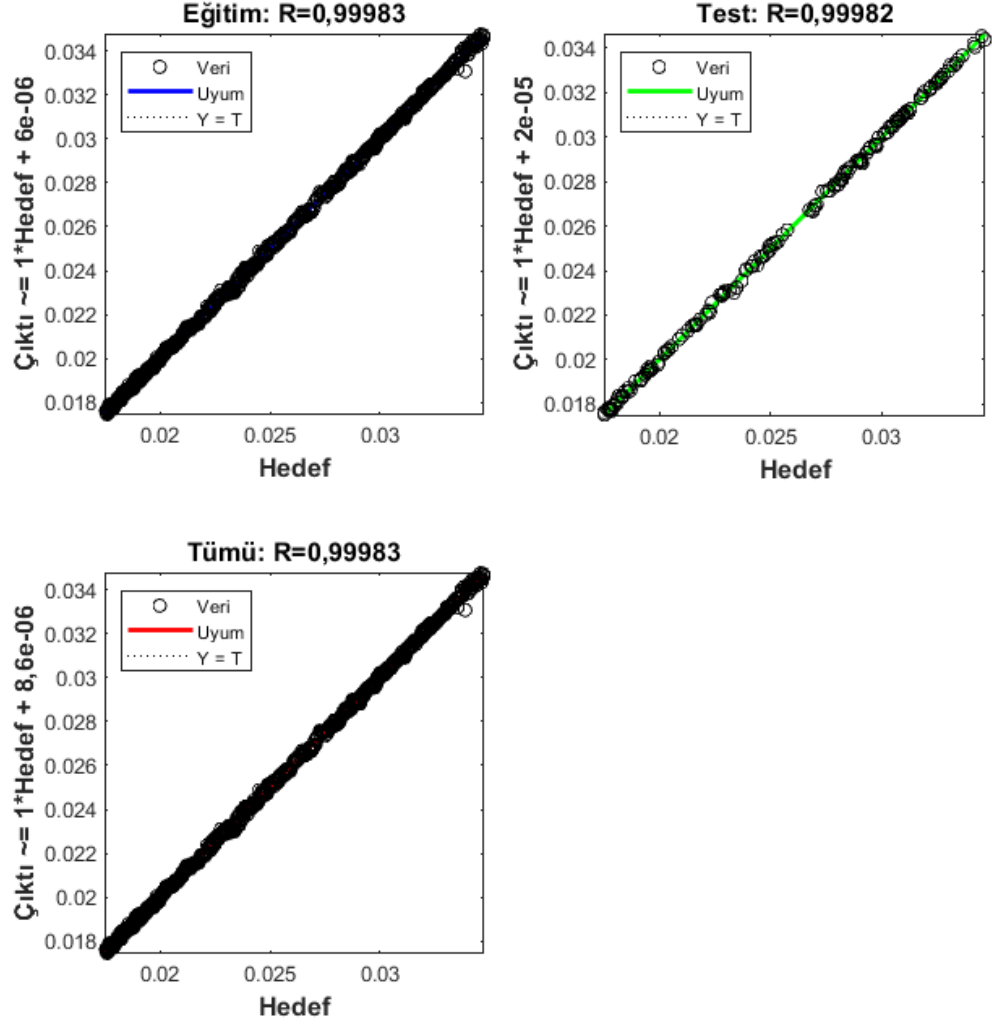 Eğitim: R=0,99983
Çıktı ~= 1*Hedef + 6e-06
0.034
0.032
0.03
0.028
0.026
0.024
0.022
0.02
0.018
Veri
Uyum
Y = T
0.02
0.025
0.03
Hedef
Test: R=0,99982
Çıktı ~= 1*Hedef + 2e-05
0.034
0.032
0.03
0.028
0.026
0.024
0.022
0.02
0.018
Veri
Uyum
Y = T
0.02
0.025
0.03
Hedef
Tümü: R=0,99983
Çıktı ~= 1*Hedef + 8,6e-06
0.034
0.032
0.03
0.028
0.026
0.024
0.022
0.02
0.018
Veri
Uyum
Y = T
0.02
0.025
0.03
Hedef